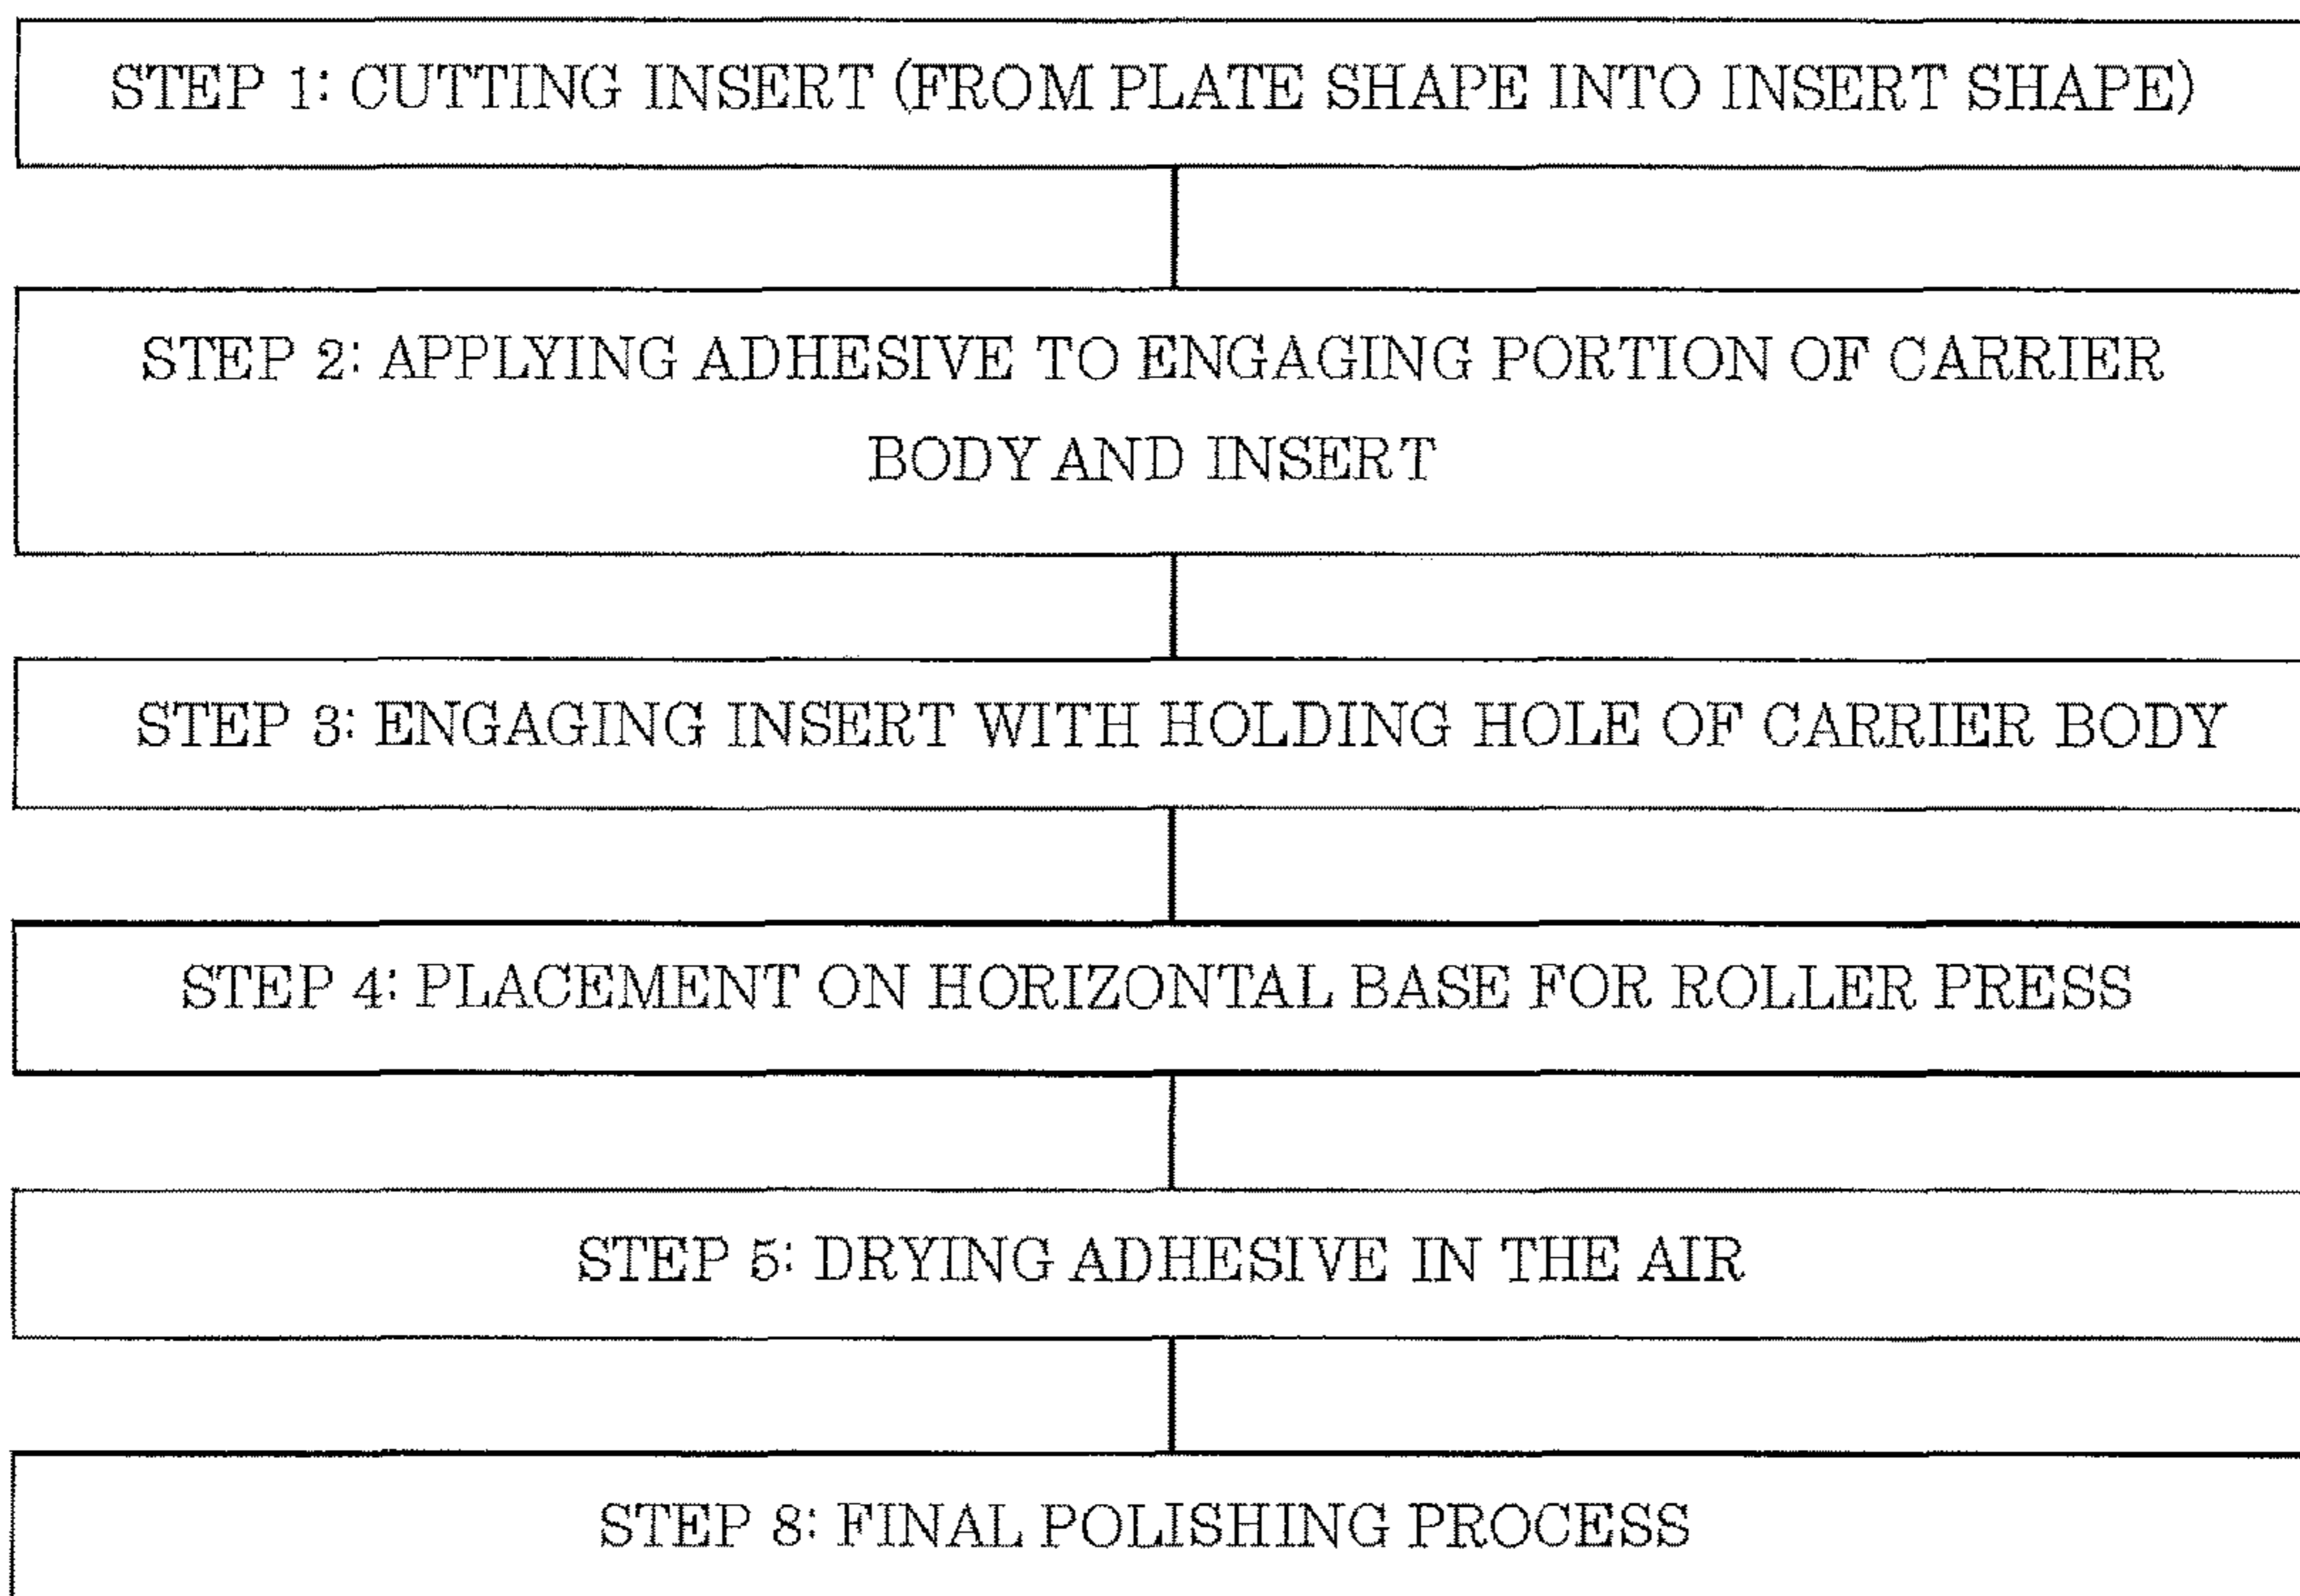 STEP 1: CUTTING INSERT (FROM PLATE SHAPE INTO INSERT SHAPE)
STEP 2: APPLYING ADHESIVE TO ENGAGING PORTION OF CARRIER
BODY AND INSERT
STEP 3: ENGAGING INSERT WITH HOLDING HOLE OF CARRIER BODY
STEP 4: PLACEMENT ON HORIZONTAL BASE FOR ROLLER PRESS
STEP 5: DRYING ADHESIVE IN THE AIR
STEP 8: FINAL POLISHING PROCESS